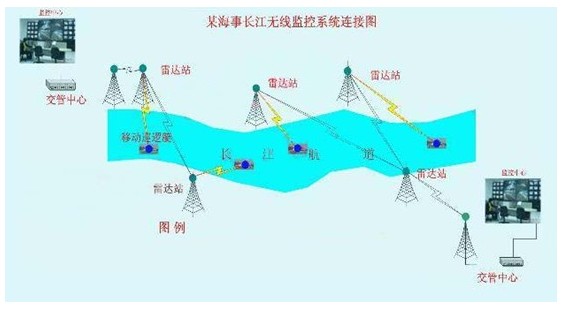 某海事长江无线监控系统连接图
监控中心
交管中心
雷达站
雷达站
雷达站
移动巡逻艇
长江航道
雷达站
雷达站
监控中心
图例
交管中心